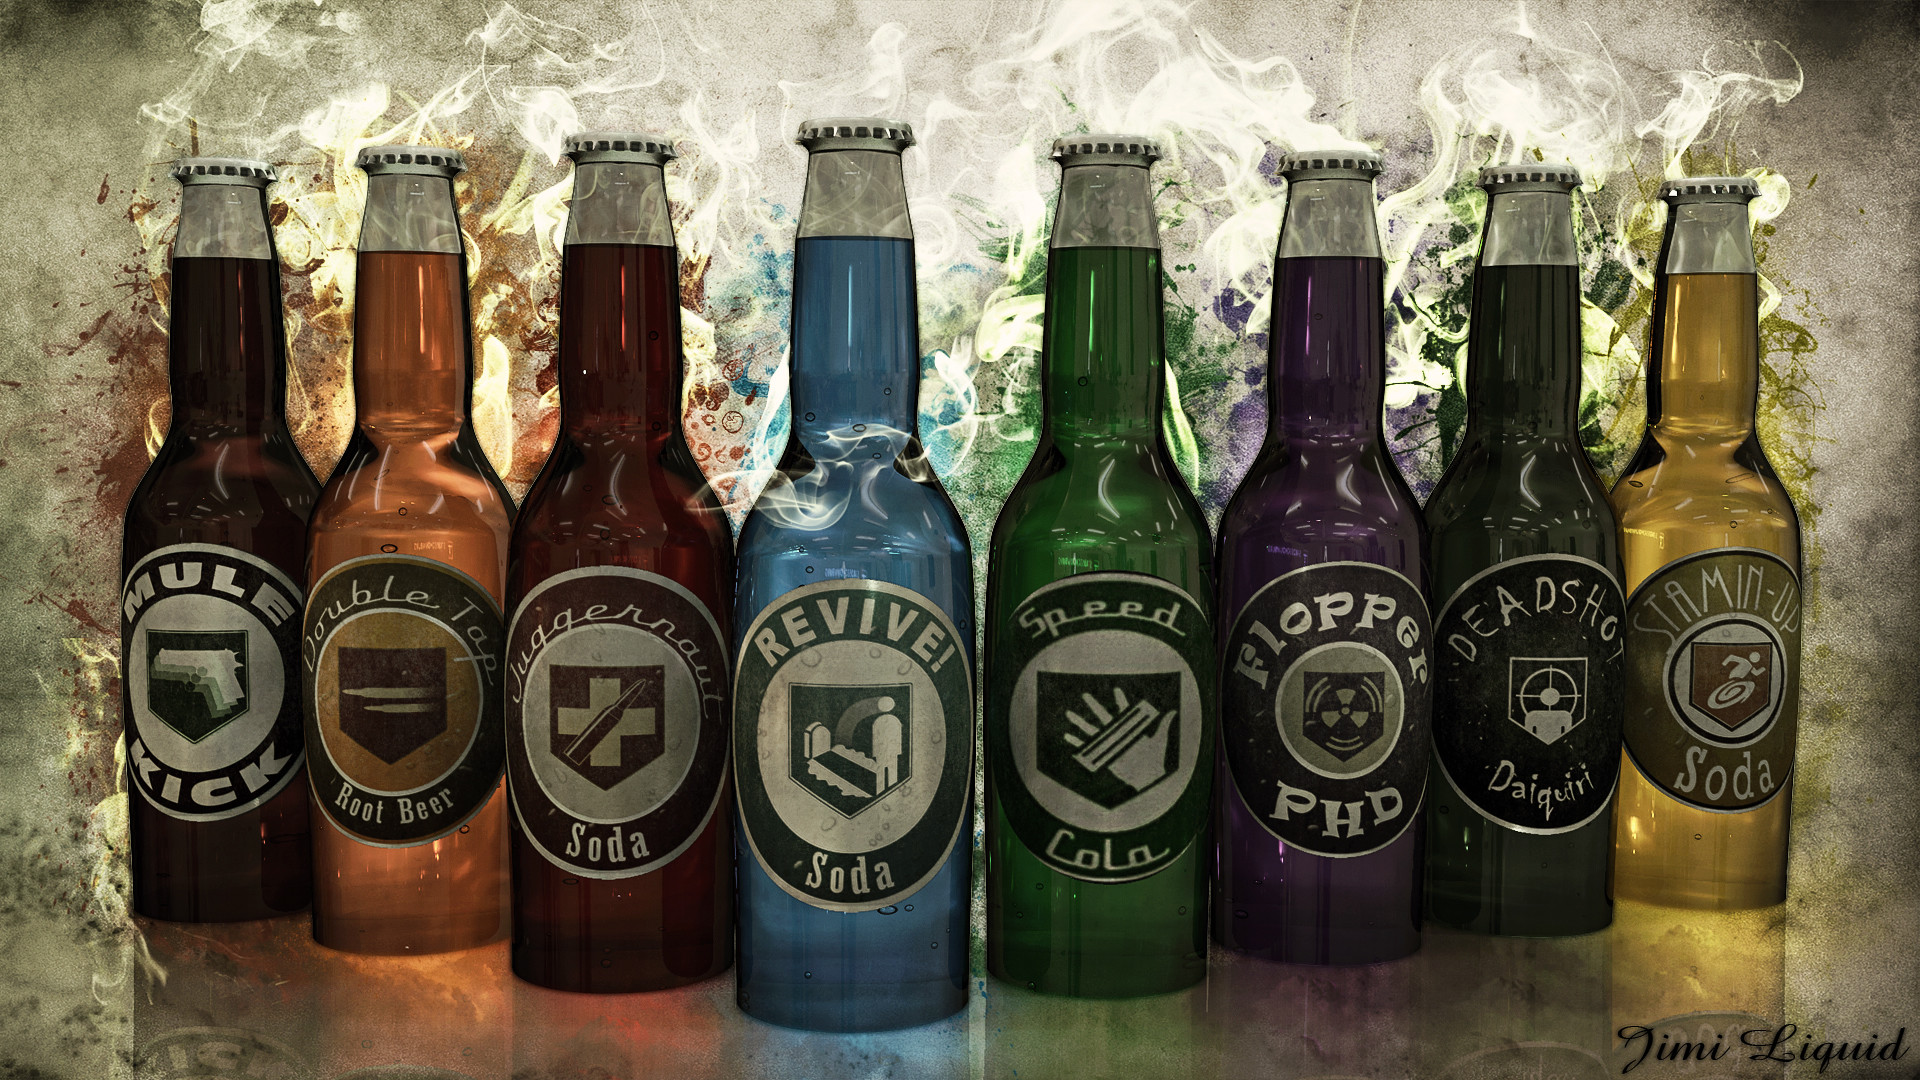 MULE
KICK
Double Tap
Root Beer
Juggernaut
Soda
REVIVE!
Soda
Speed
Cola
Flopper
PHD
DEADSHOT
Daiquiri
STAMIN-UP
Soda
Jimi Liquid